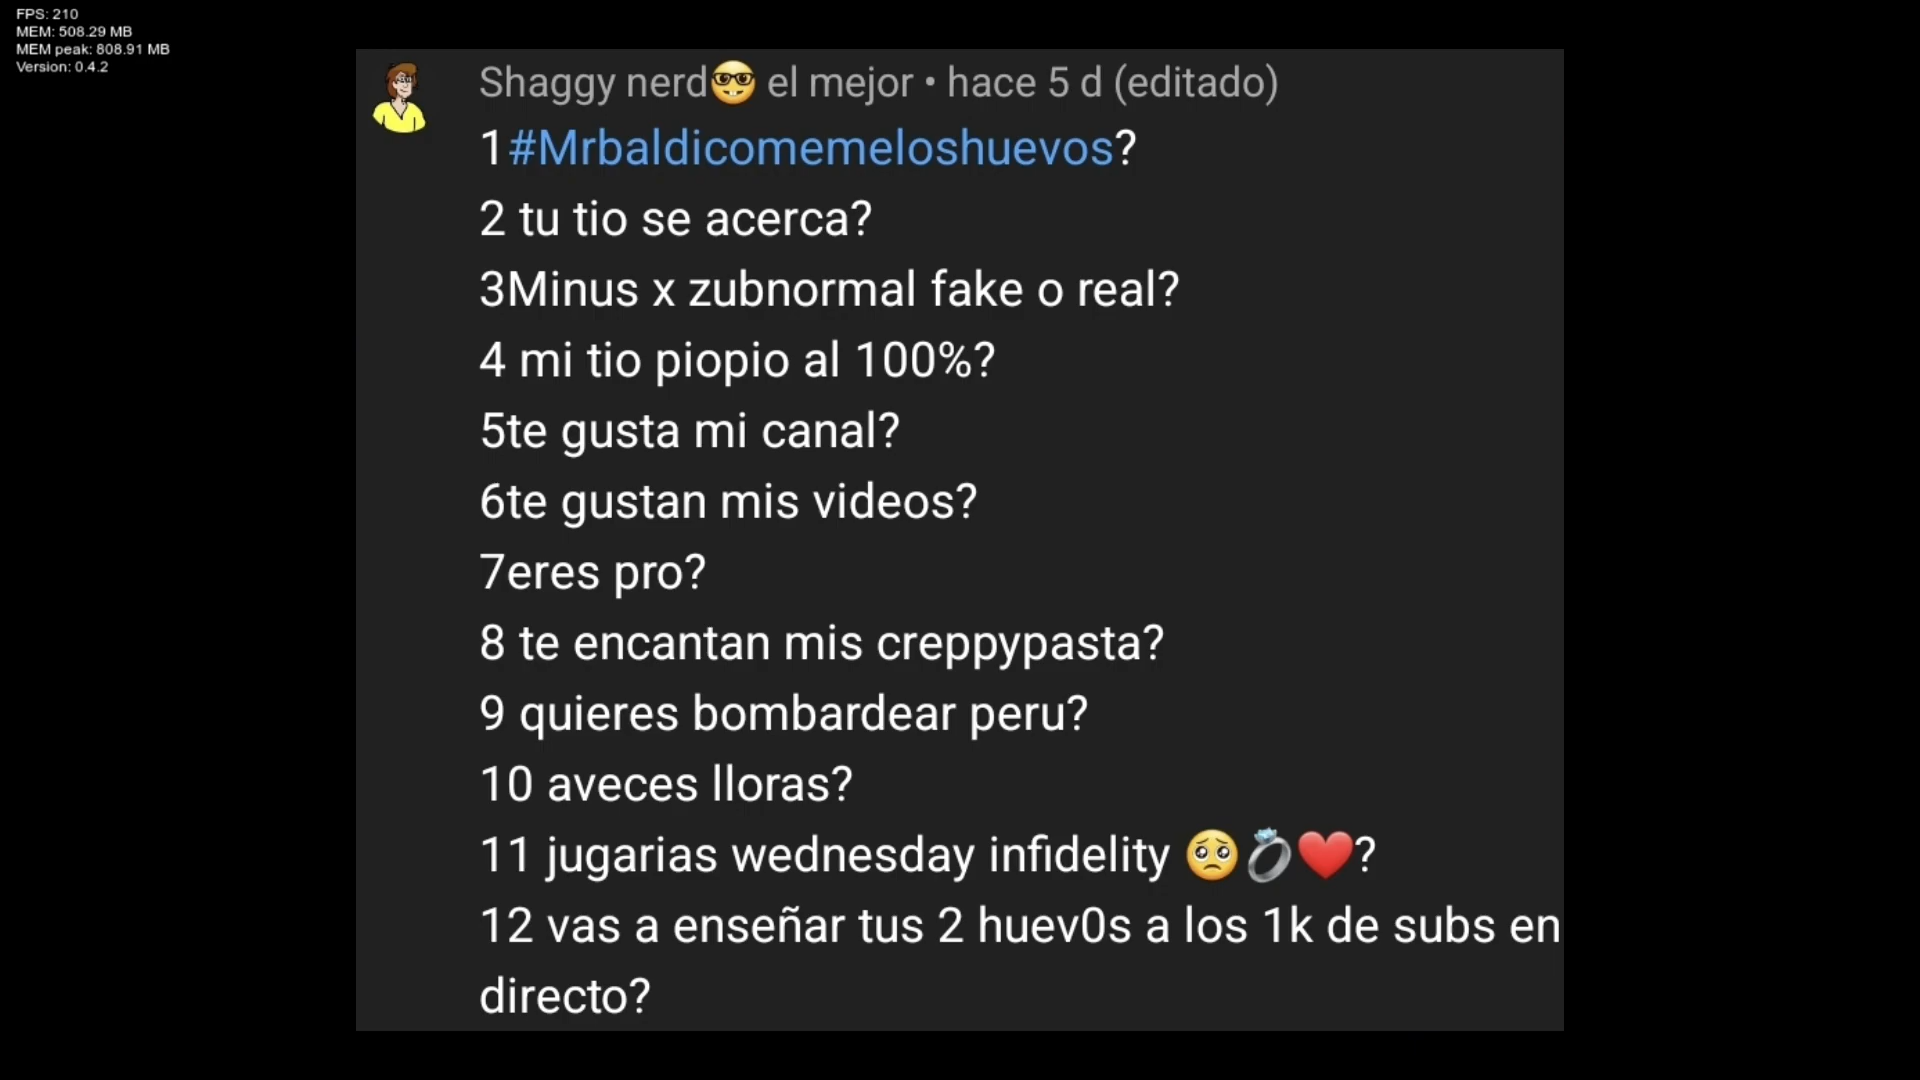 FPS: 210
MEM: 508.29 MB
MEM peak: 808.91 MB
Version: 0.4.2
Shaggy nerd🤓 el mejor • hace 5 d (editado)
1#Mrbaldicomemeloshuevos?
2 tu tio se acerca?
3Minus x zubnormal fake o real?
4 mi tio piopio al 100%?
5te gusta mi canal?
6te gustan mis videos?
7eres pro?
8 te encantan mis creppypasta?
9 quieres bombardear peru?
10 aveces lloras?
11 jugarias wednesday infidelity 🥺💍❤️?
12 vas a enseñar tus 2 huev0s a los 1k de subs en
directo?